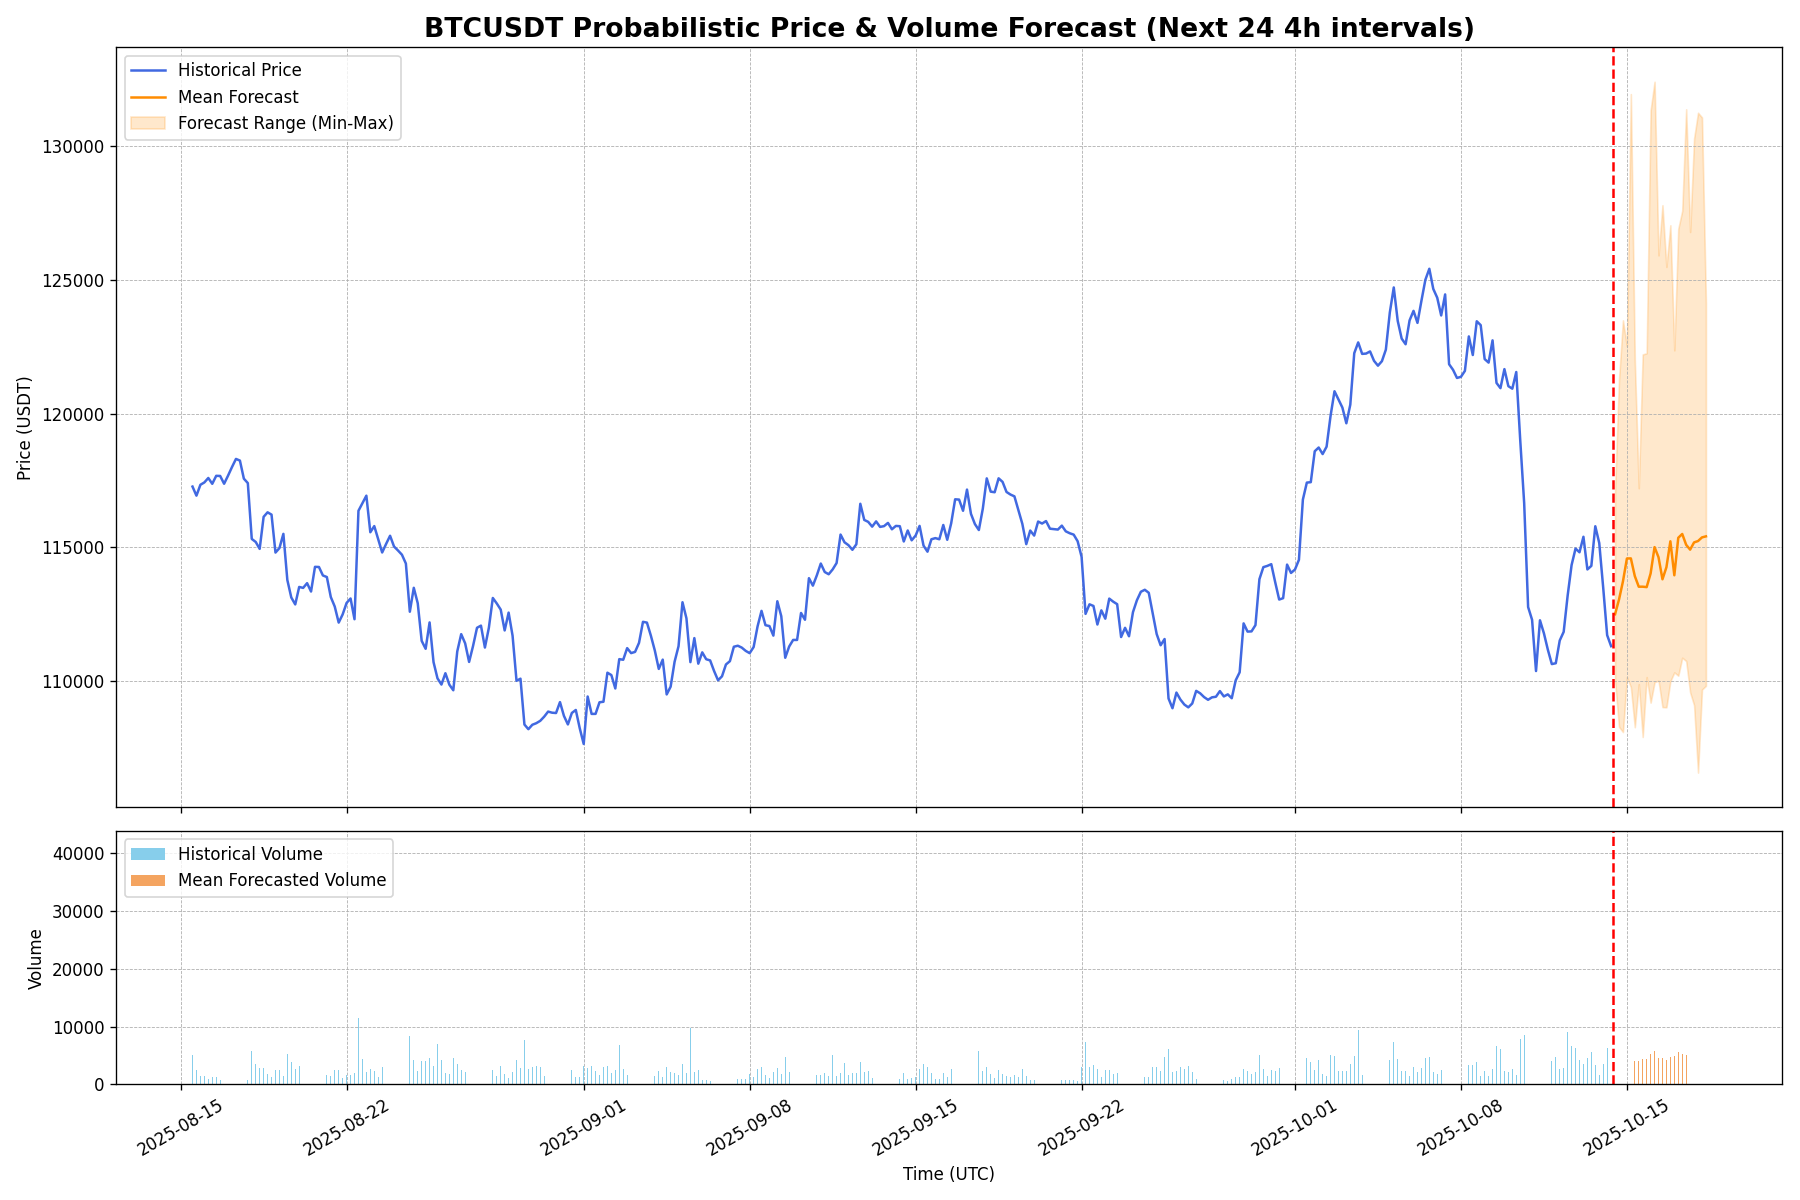 BTCUSDT Probabilistic Price & Volume Forecast (Next 24 4h intervals)
Historical Price
Mean Forecast
Forecast Range (Min-Max)
130000
125000
120000
115000
110000
Price (USDT)
Historical Volume
Mean Forecasted Volume
40000
30000
20000
10000
0
Volume
2025-08-15
2025-08-22
2025-09-01
2025-09-08
2025-09-15
2025-09-22
2025-10-01
2025-10-08
2025-10-15
Time (UTC)